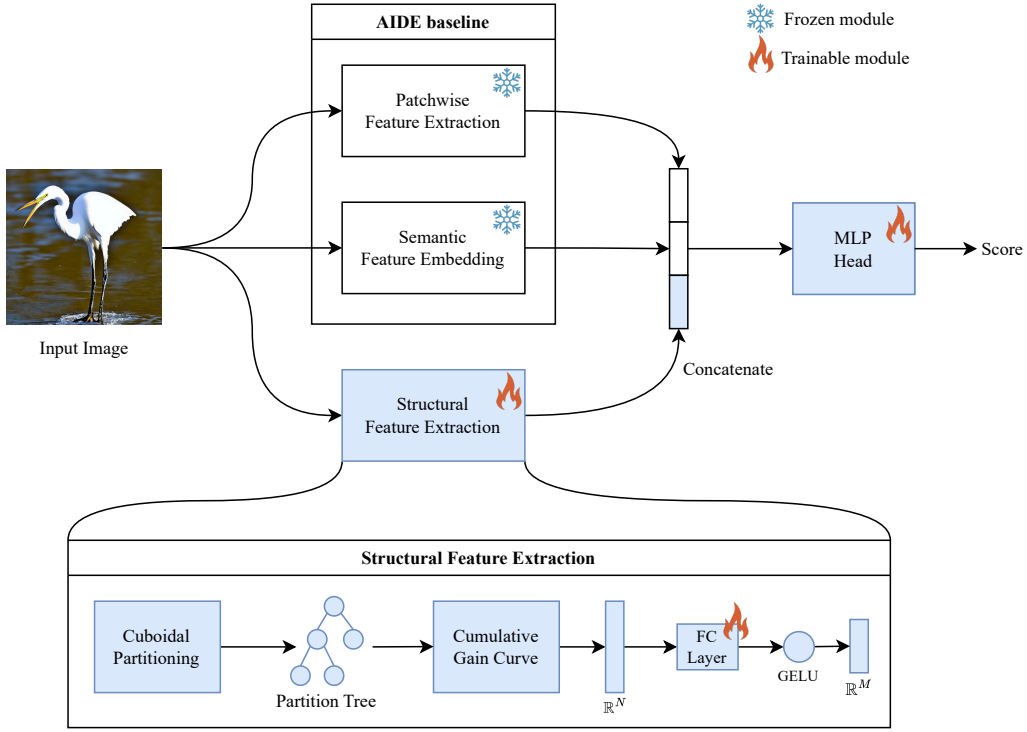 AIDE baseline
Frozen module
Trainable module
Patchwise
Feature Extraction
Semantic
Feature Embedding
MLP
Head
Score
Input Image
Concatenate
Structural
Feature Extraction
Structural Feature Extraction
Cuboidal
Partitioning
Partition Tree
Cumulative
Gain Curve
ℝ^N
FC
Layer
GELU
ℝ^M